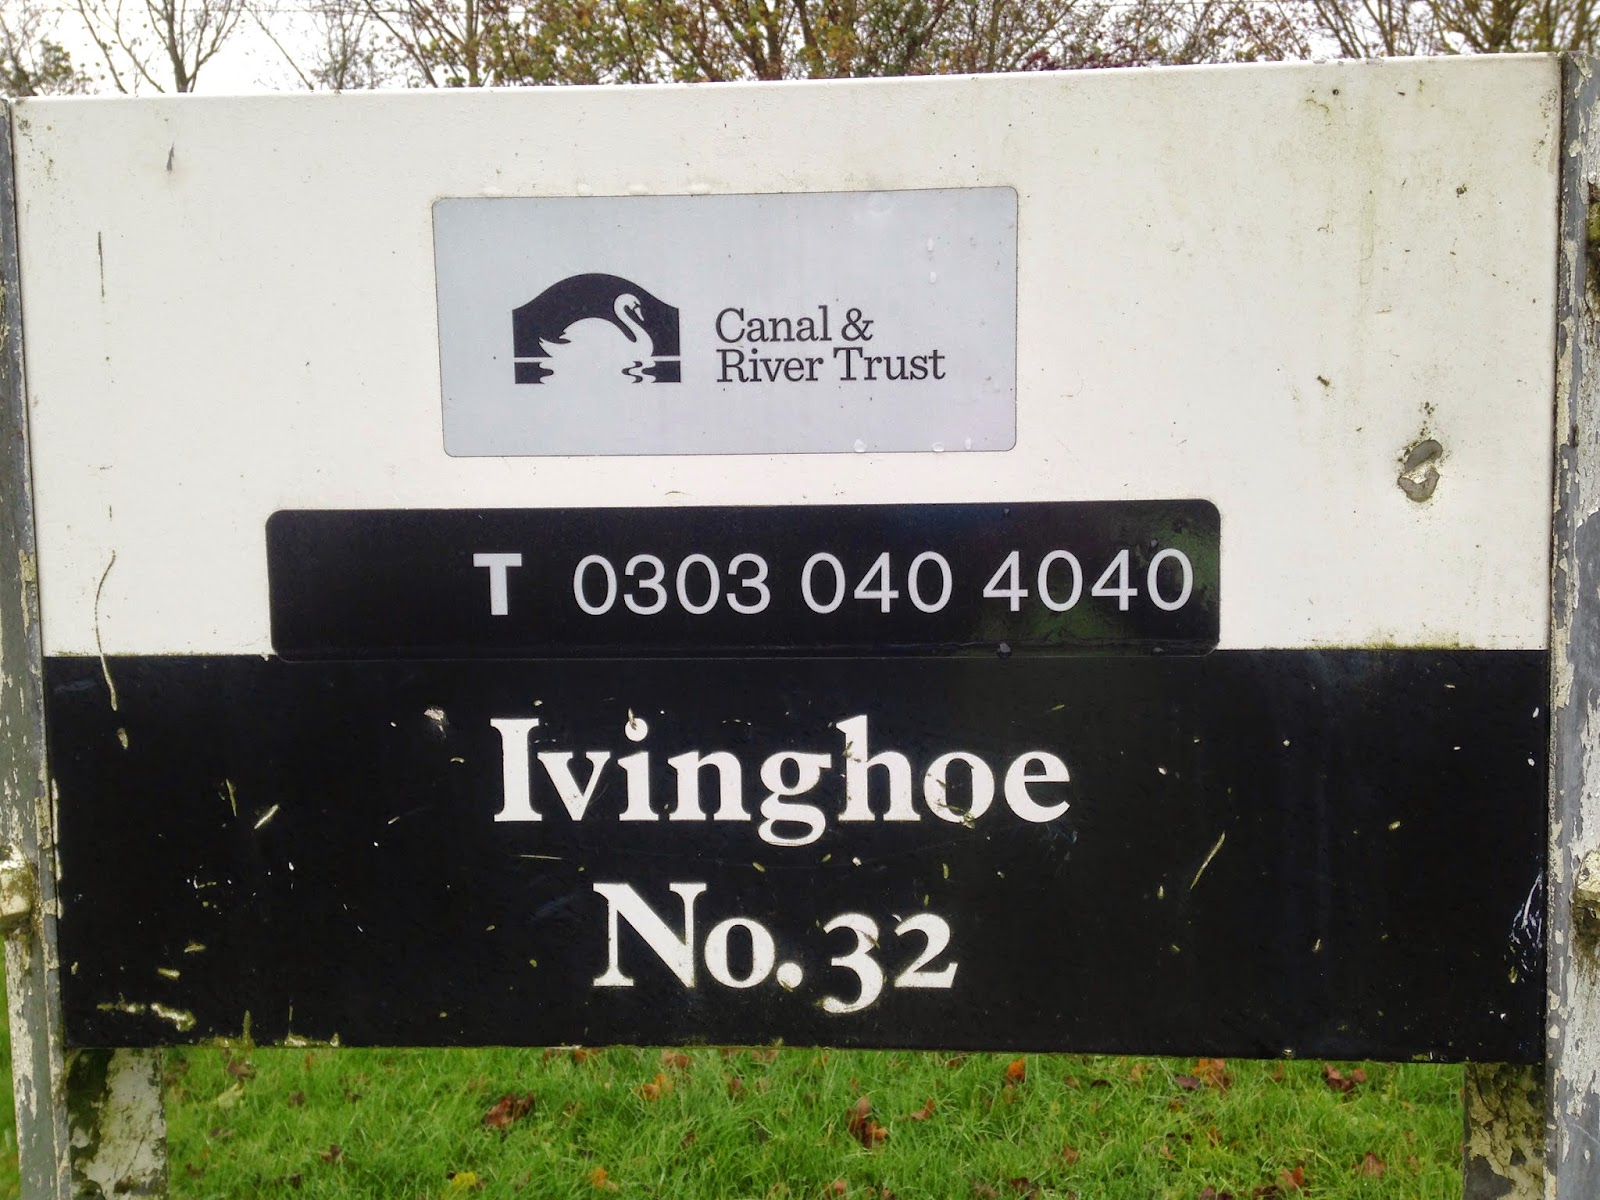 Canal &
River Trust
T 0303 040 4040
Ivinghoe
No. 32